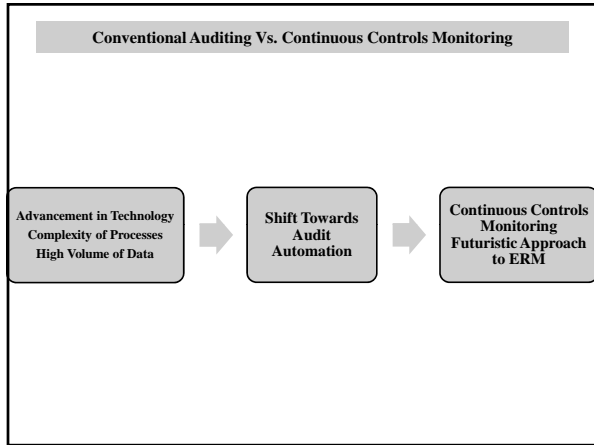 Conventional Auditing Vs. Continuous Controls Monitoring
Advancement in Technology
Complexity of Processes
High Volume of Data
Shift Towards
Audit
Automation
Continuous Controls
Monitoring
Futuristic Approach
to ERM